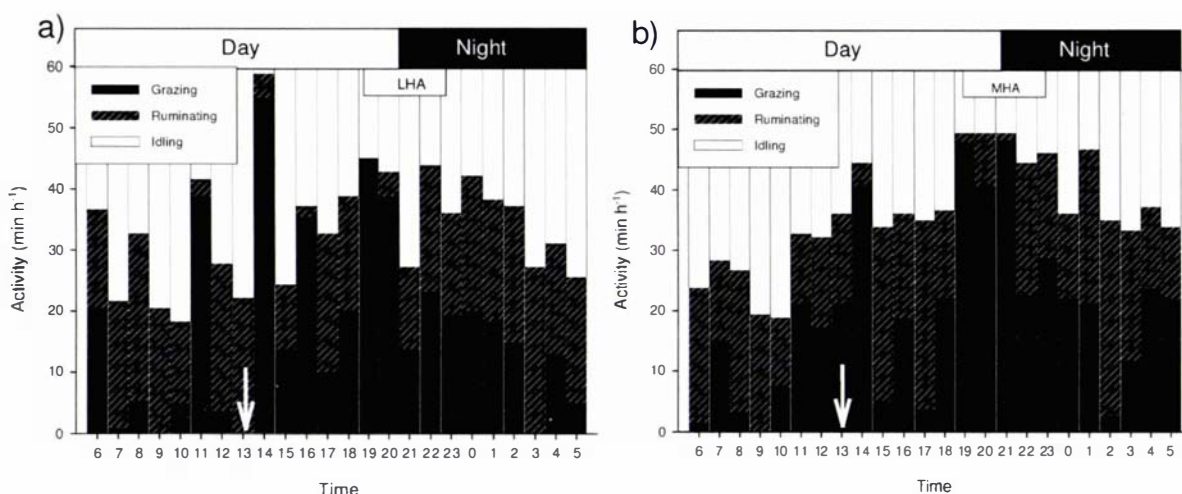 a)
Day Night
Grazing
Ruminating
Idling
LHA
60
50
40
30
20
10
0
Activity (min h⁻¹)
6 7 8 9 10 11 12 13 14 15 16 17 18 19 20 21 22 23 0 1 2 3 4 5
Time
b)
Day Night
Grazing
Ruminating
Idling
MHA
60
50
40
30
20
10
0
Activity (min h⁻¹)
6 7 8 9 10 11 12 13 14 15 16 17 18 19 20 21 22 23 0 1 2 3 4 5
Time